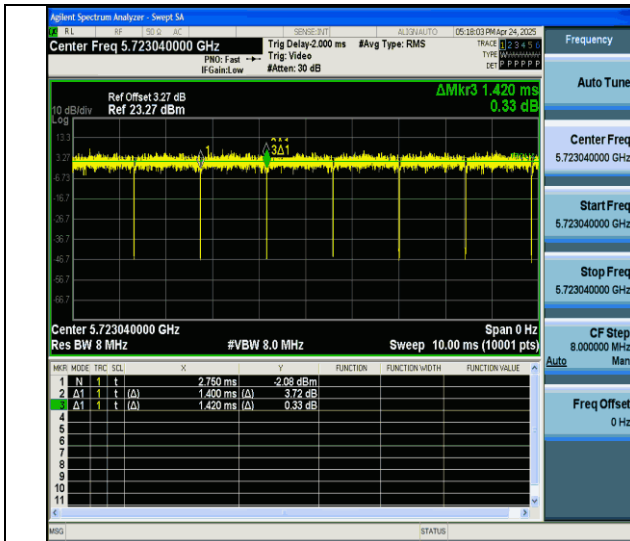 Agilent Spectrum Analyzer - Swept SA
RL RF 50 Ω AC SENSE:INT ALIGN AUTO 05:18:03 PM Apr 24, 2025
Center Freq 5.723040000 GHz
PNO: Fast
IFGain:Low
Trig Delay-2.000 ms
Trig: Video
#Atten: 30 dB
#Avg Type: RMS
TRACE 1 2 3 4 5 6
TYPE
DET P P P P P P
Frequency
Auto Tune
ΔMkr3 1.420 ms
0.33 dB
Ref Offset 3.27 dB
10 dB/div Ref 23.27 dBm
Log
13.3
3.27
-6.73
-16.7
-26.7
-36.7
-46.7
-56.7
-66.7
1
3Δ1
Center Freq
5.723040000 GHz
Start Freq
5.723040000 GHz
Stop Freq
5.723040000 GHz
CF Step
8.000000 MHz
Auto Man
Freq Offset
0 Hz
Center 5.723040000 GHz Span 0 Hz
Res BW 8 MHz #VBW 8.0 MHz Sweep 10.00 ms (10001 pts)
MKR MODE TRC SCL X Y FUNCTION FUNCTION WIDTH FUNCTION VALUE
1 N 1 t 2.750 ms -2.08 dBm
2 Δ1 1 t (Δ) 1.400 ms (Δ) 3.72 dB
3 Δ1 1 t (Δ) 1.420 ms (Δ) 0.33 dB
4
5
6
7
8
9
10
11
MSG STATUS